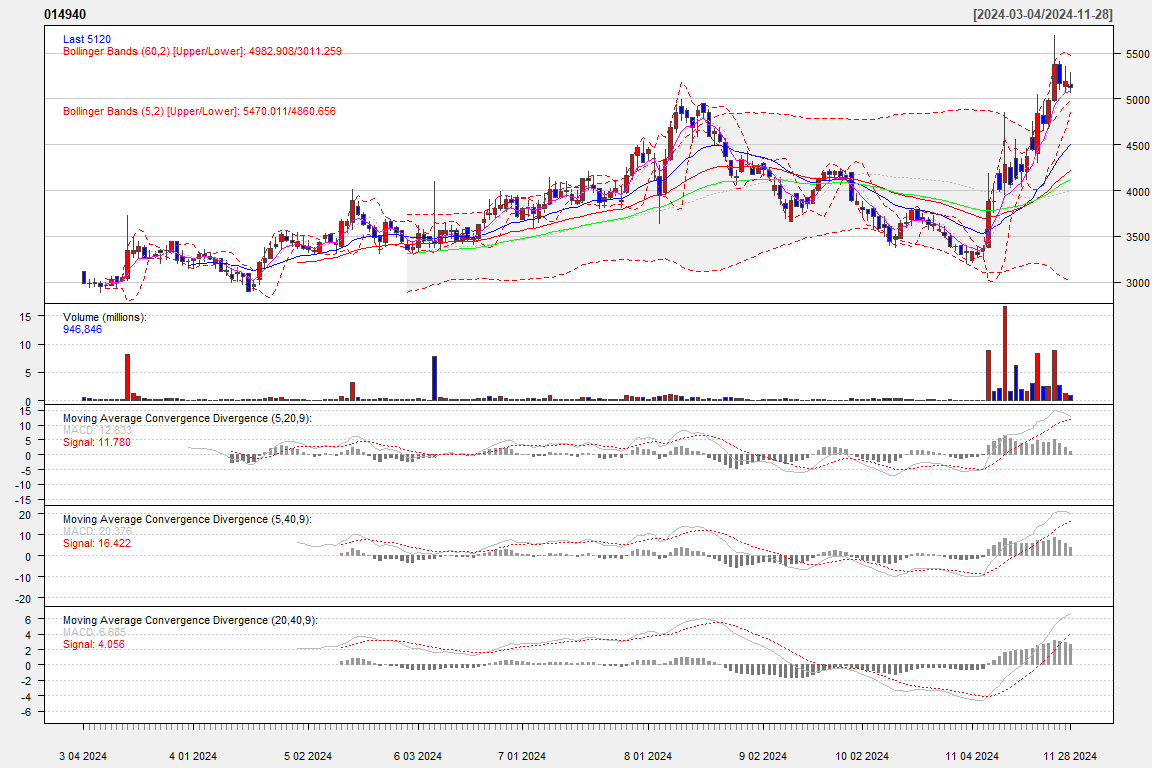 014940
[2024-03-04/2024-11-28]
Last 5120
Bollinger Bands (60,2) [Upper/Lower]: 4982.908/3011.259
Bollinger Bands (5,2) [Upper/Lower]: 5470.011/4860.656
5500
5000
4500
4000
3500
3000
Volume (millions):
946,846
15
10
5
0
Moving Average Convergence Divergence (5,20,9):
MACD: 12.833
Signal: 11.780
15
10
5
0
-5
-10
-15
Moving Average Convergence Divergence (5,40,9):
MACD: 20.376
Signal: 16.422
20
10
0
-10
-20
Moving Average Convergence Divergence (20,40,9):
MACD: 6.685
Signal: 4.056
6
4
2
0
-2
-4
-6
3 04 2024
4 01 2024
5 02 2024
6 03 2024
7 01 2024
8 01 2024
9 02 2024
10 02 2024
11 04 2024
11 28 2024